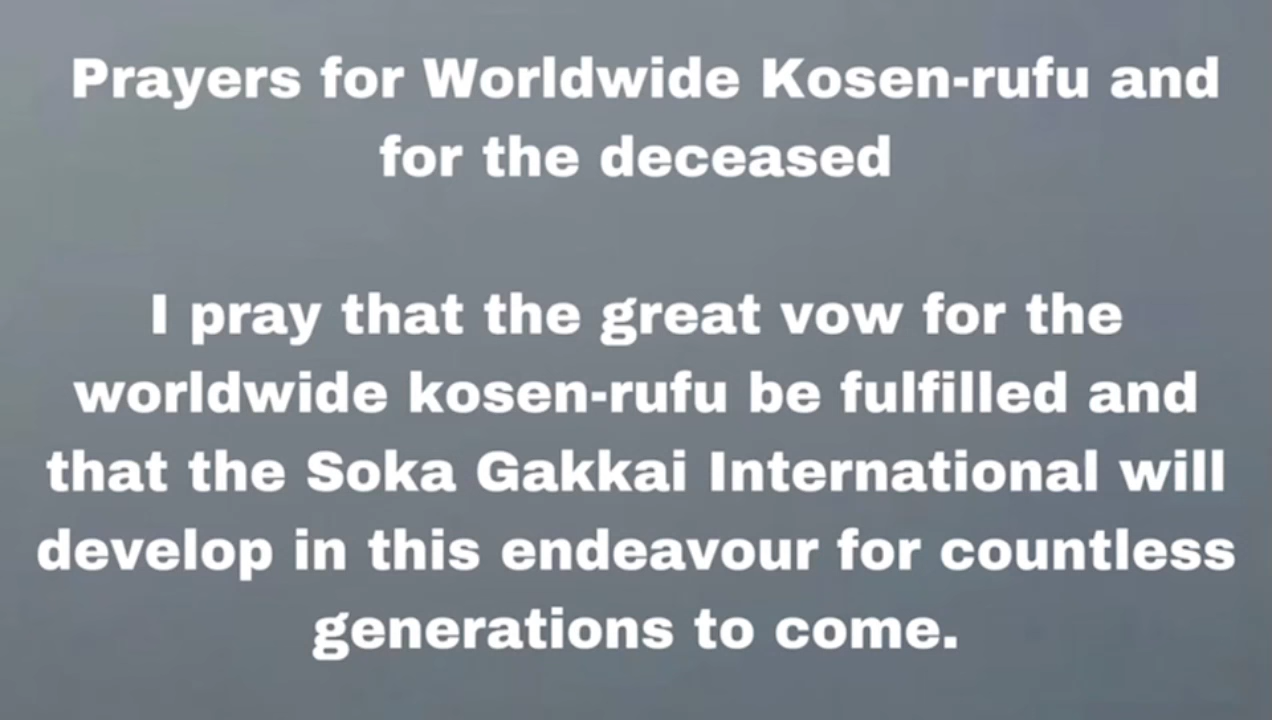 Prayers for Worldwide Kosen-rufu and
for the deceased
I pray that the great vow for the
worldwide kosen-rufu be fulfilled and
that the Soka Gakkai International will
develop in this endeavour for countless
generations to come.